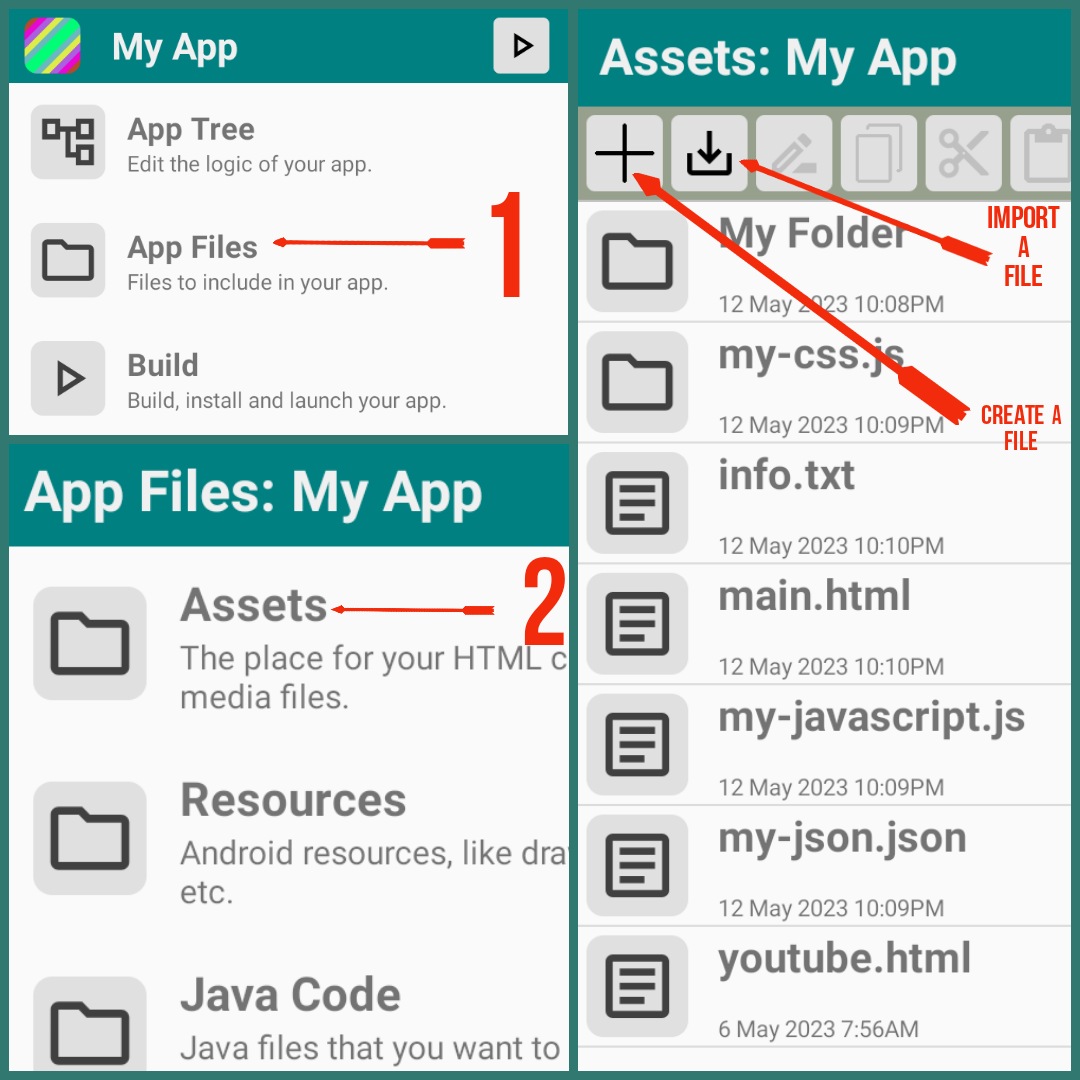 My App
App Tree
Edit the logic of your app.
1
App Files
Files to include in your app.
Build
Build, install and launch your app.
App Files: My App
Assets
2
The place for your HTML c
media files.
Resources
Android resources, like dra
etc.
Java Code
Java files that you want to
Assets: My App
IMPORT
A
FILE
My Folder
12 May 2023 10:08PM
my-css.js
12 May 2023 10:09PM
CREATE A
FILE
info.txt
12 May 2023 10:10PM
main.html
12 May 2023 10:10PM
my-javascript.js
12 May 2023 10:09PM
my-json.json
12 May 2023 10:09PM
youtube.html
6 May 2023 7:56AM